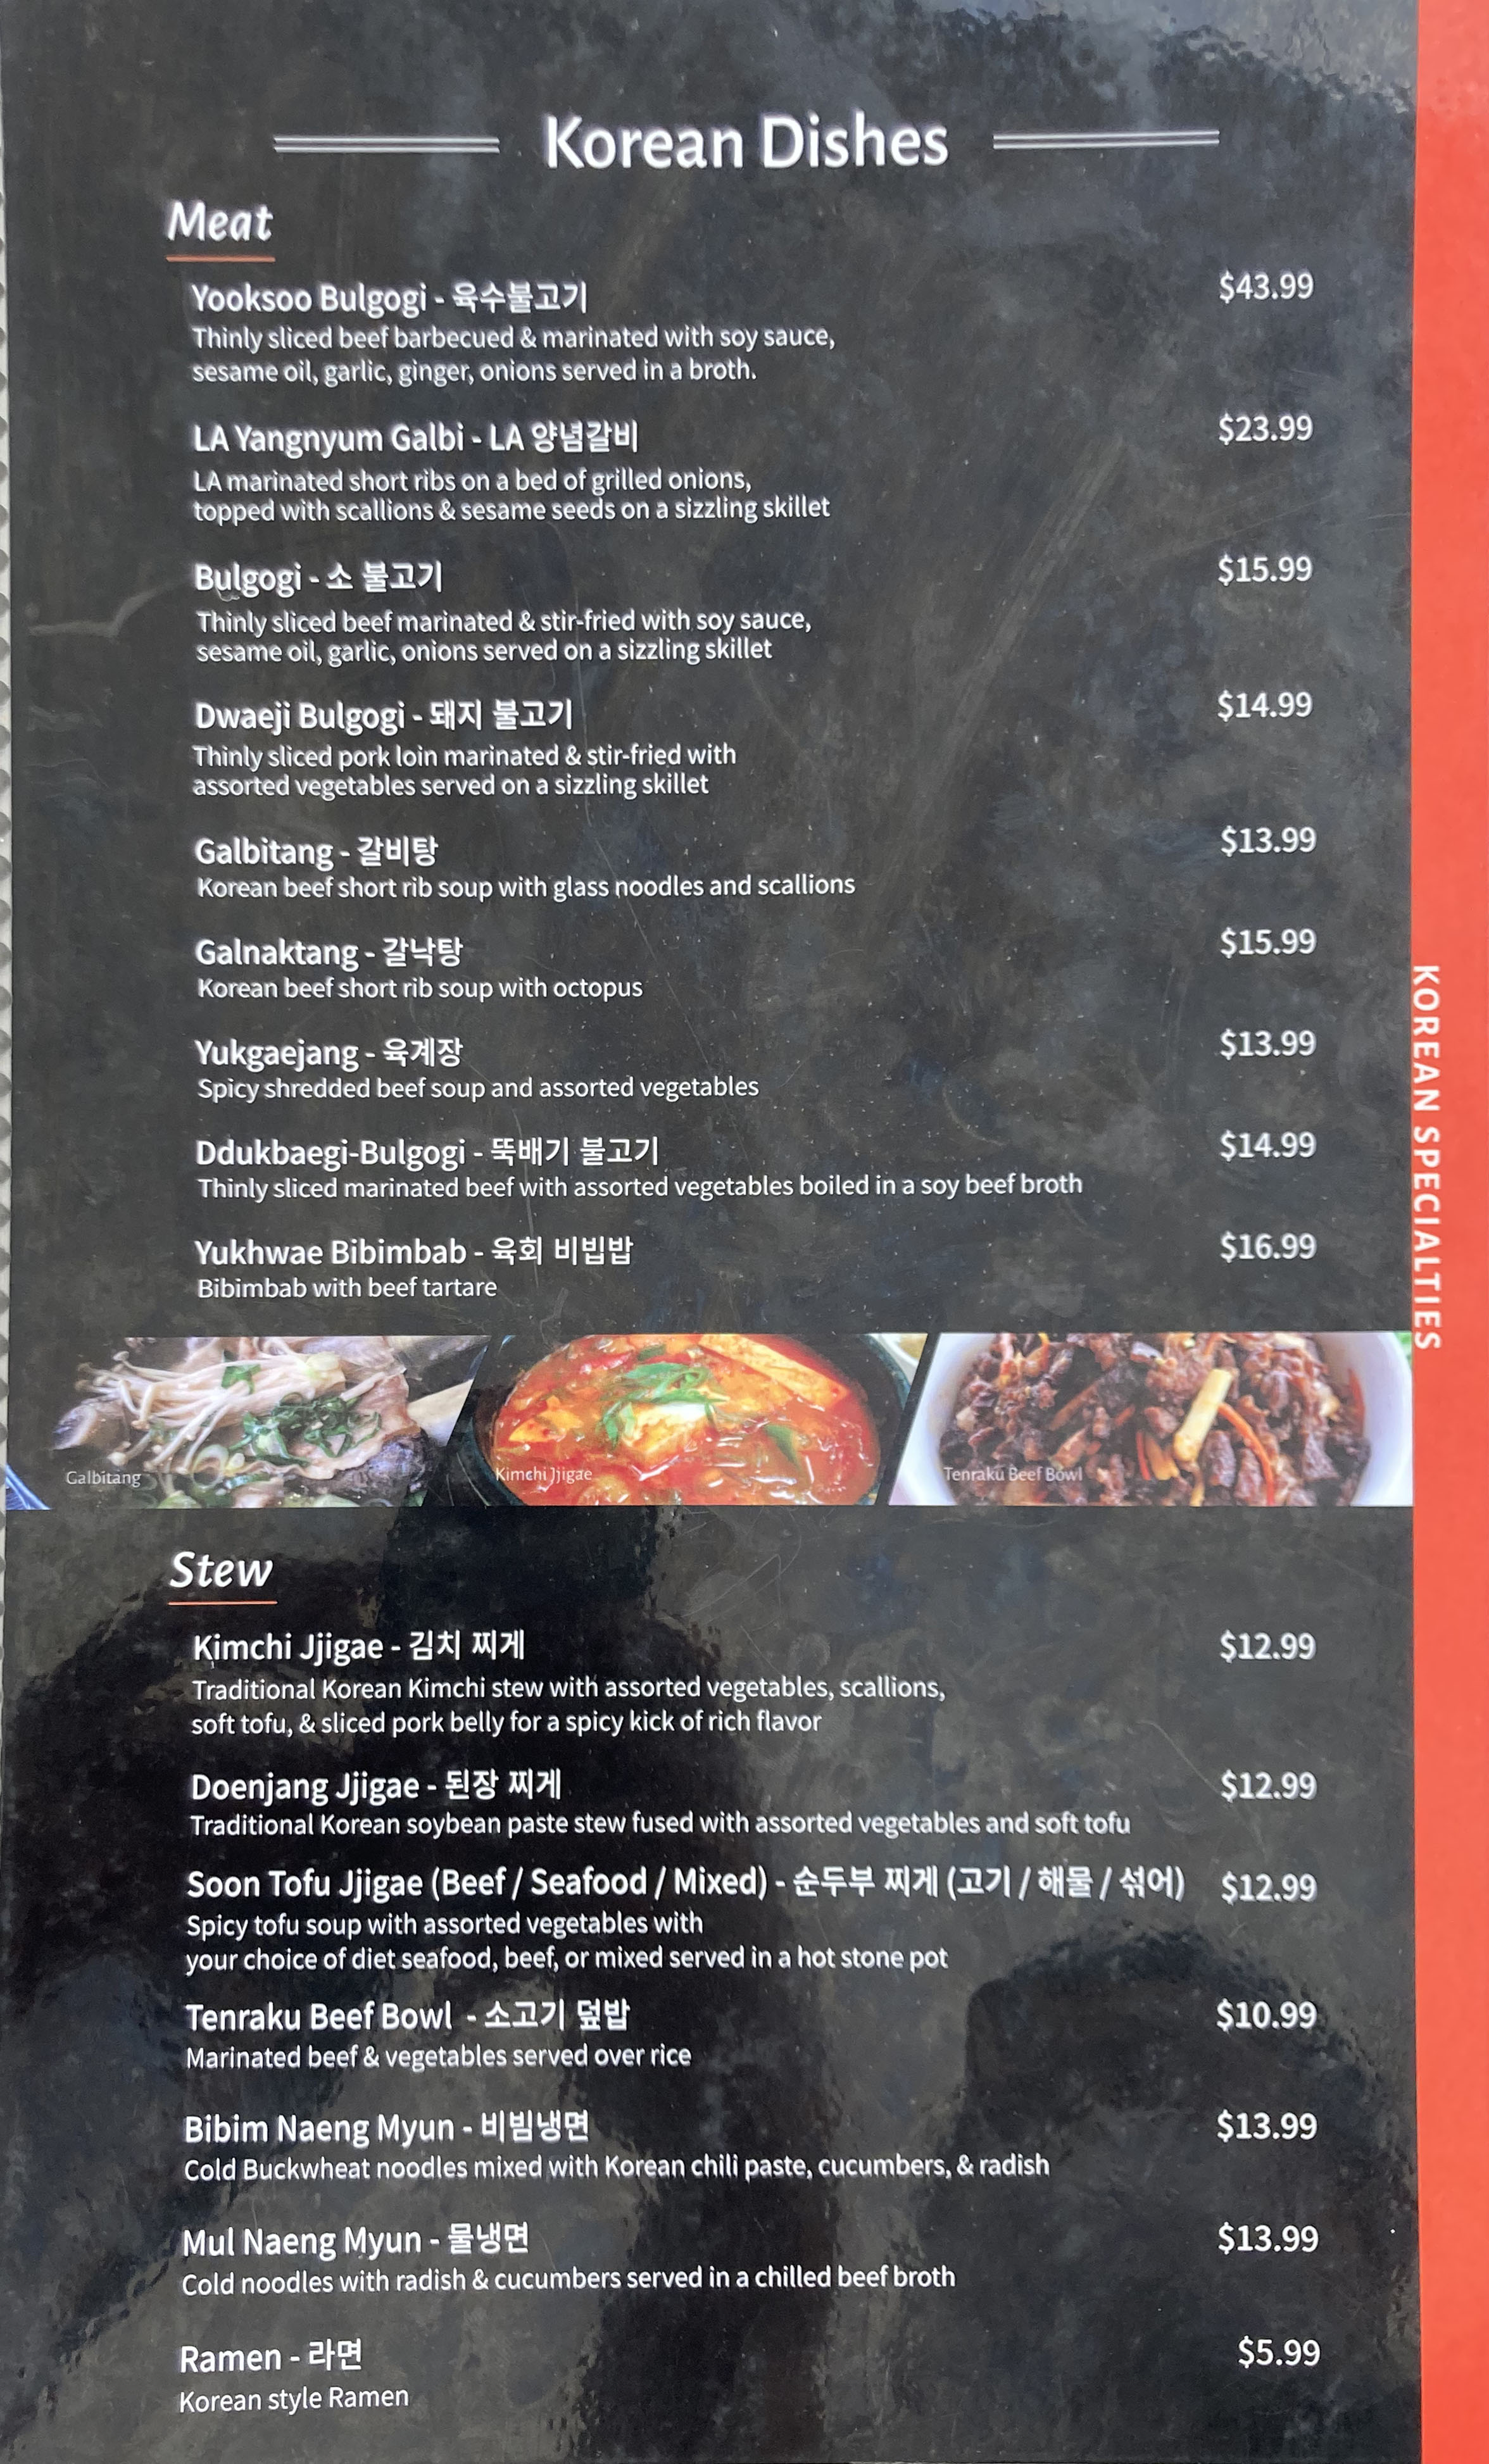 Korean Dishes
Meat
Yooksoo Bulgogi - 육수불고기 $43.99
Thinly sliced beef barbecued & marinated with soy sauce,
sesame oil, garlic, ginger, onions served in a broth.
LA Yangnyum Galbi - LA 양념갈비 $23.99
LA marinated short ribs on a bed of grilled onions,
topped with scallions & sesame seeds on a sizzling skillet
Bulgogi - 소 불고기 $15.99
Thinly sliced beef marinated & stir-fried with soy sauce,
sesame oil, garlic, onions served on a sizzling skillet
Dwaeji Bulgogi - 돼지 불고기 $14.99
Thinly sliced pork loin marinated & stir-fried with
assorted vegetables served on a sizzling skillet
Galbitang - 갈비탕 $13.99
Korean beef short rib soup with glass noodles and scallions
Galnaktang - 갈낙탕 $15.99
Korean beef short rib soup with octopus
Yukgaejang - 육계장 $13.99
Spicy shredded beef soup and assorted vegetables
Ddukbaegi-Bulgogi - 뚝배기 불고기 $14.99
Thinly sliced marinated beef with assorted vegetables boiled in a soy beef broth
Yukhwae Bibimbab - 육회 비빕밥 $16.99
Bibimbab with beef tartare
KOREAN SPECIALTIES
Galbitang
Kimchi Jjigae
Tenraku Beef Bowl
Stew
Kimchi Jjigae - 김치 찌게 $12.99
Traditional Korean Kimchi stew with assorted vegetables, scallions,
soft tofu, & sliced pork belly for a spicy kick of rich flavor
Doenjang Jjigae - 된장 찌게 $12.99
Traditional Korean soybean paste stew fused with assorted vegetables and soft tofu
Soon Tofu Jjigae (Beef / Seafood / Mixed) - 순두부 찌게 (고기 / 해물 / 섞어) $12.99
Spicy tofu soup with assorted vegetables with
your choice of diet seafood, beef, or mixed served in a hot stone pot
Tenraku Beef Bowl - 소고기 덮밥 $10.99
Marinated beef & vegetables served over rice
Bibim Naeng Myun - 비빔냉면 $13.99
Cold Buckwheat noodles mixed with Korean chili paste, cucumbers, & radish
Mul Naeng Myun - 물냉면 $13.99
Cold noodles with radish & cucumbers served in a chilled beef broth
Ramen - 라면 $5.99
Korean style Ramen